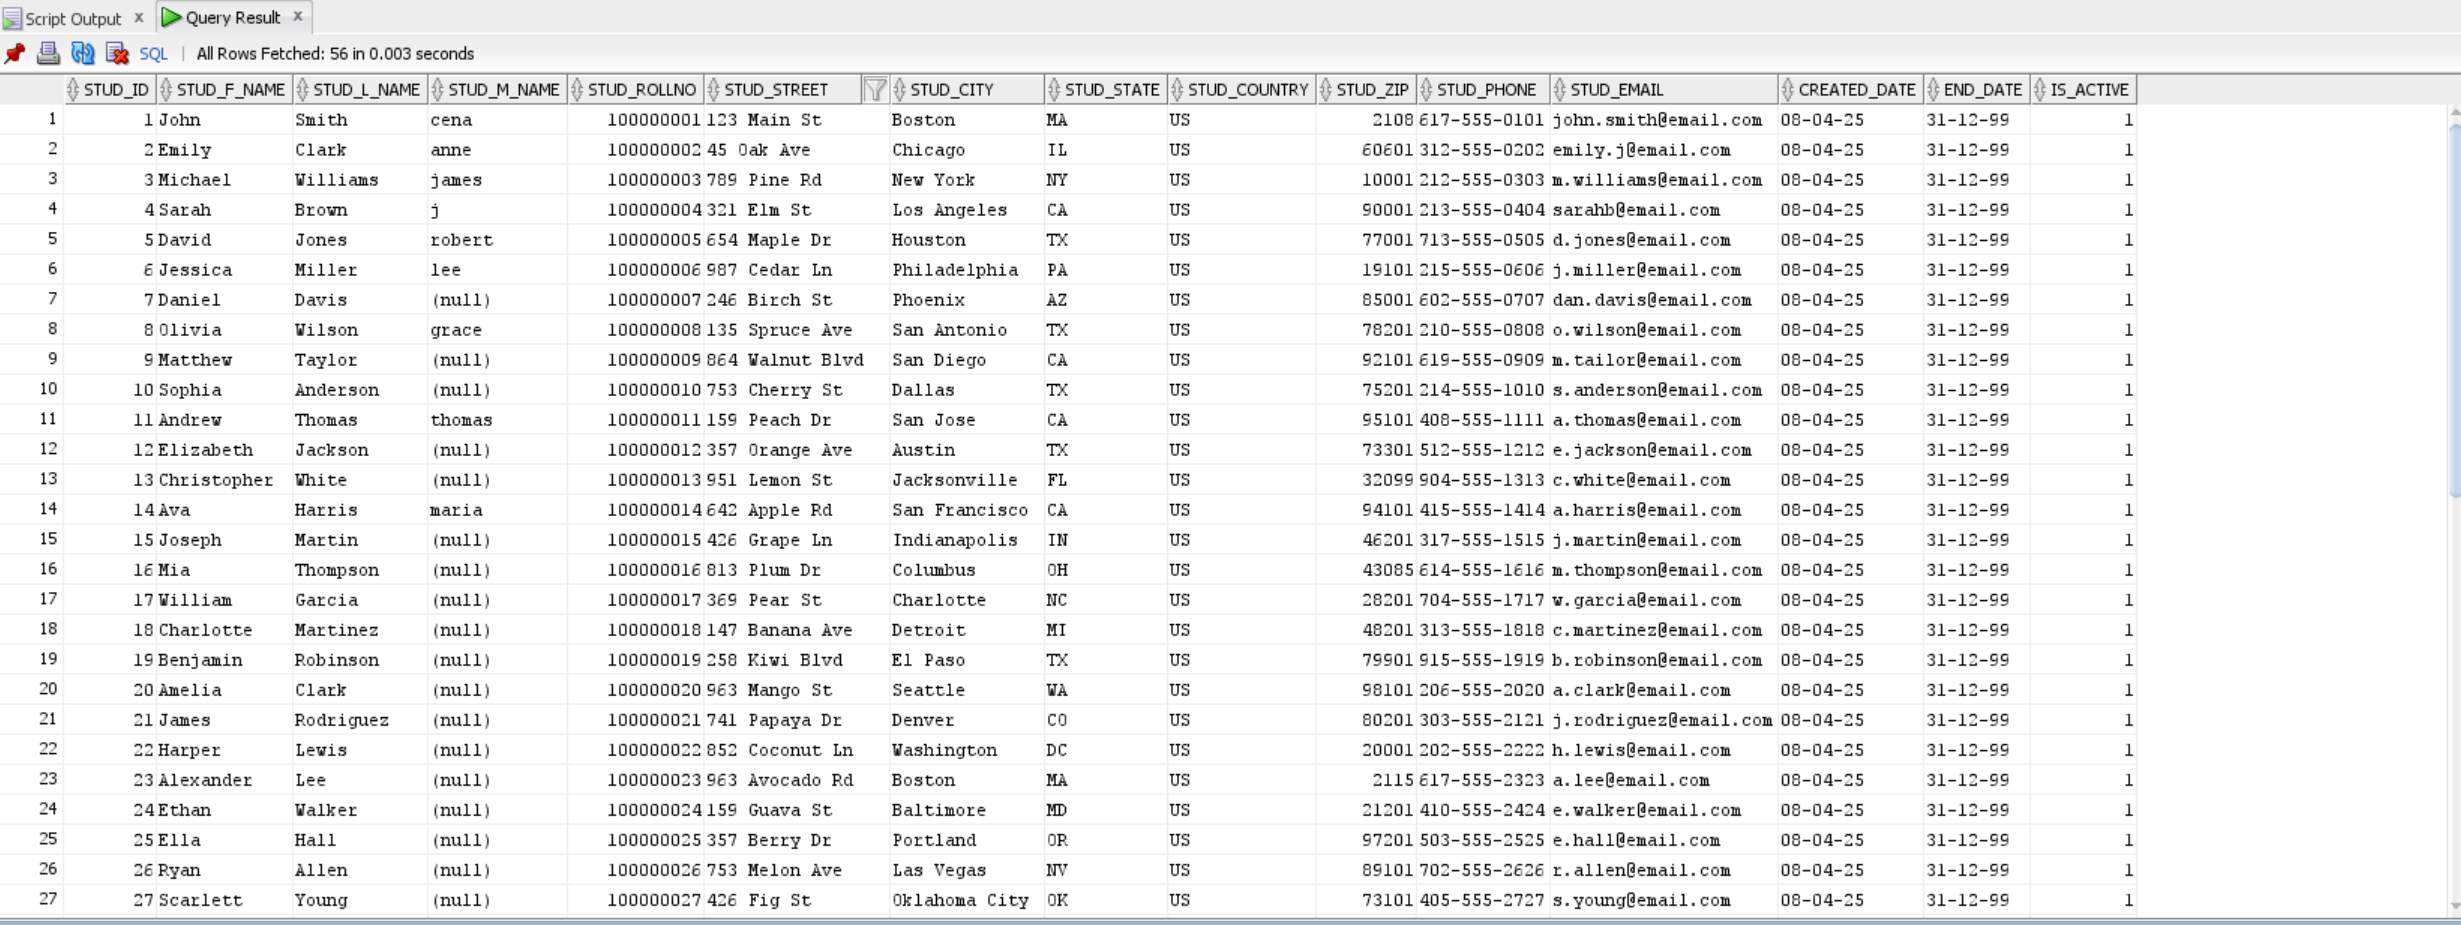 Script Output x Query Result x
SQL | All Rows Fetched: 56 in 0.003 seconds
STUD_ID STUD_F_NAME STUD_L_NAME STUD_M_NAME STUD_ROLLNO STUD_STREET STUD_CITY STUD_STATE STUD_COUNTRY STUD_ZIP STUD_PHONE STUD_EMAIL CREATED_DATE END_DATE IS_ACTIVE
1 1 John Smith cena 100000001 123 Main St Boston MA US 2108 617-555-0101 john.smith@email.com 08-04-25 31-12-99 1
2 2 Emily Clark anne 100000002 45 Oak Ave Chicago IL US 60601 312-555-0202 emily.j@email.com 08-04-25 31-12-99 1
3 3 Michael Williams james 100000003 789 Pine Rd New York NY US 10001 212-555-0303 m.williams@email.com 08-04-25 31-12-99 1
4 4 Sarah Brown j 100000004 321 Elm St Los Angeles CA US 90001 213-555-0404 sarahb@email.com 08-04-25 31-12-99 1
5 5 David Jones robert 100000005 654 Maple Dr Houston TX US 77001 713-555-0505 d.jones@email.com 08-04-25 31-12-99 1
6 6 Jessica Miller lee 100000006 987 Cedar Ln Philadelphia PA US 19101 215-555-0606 j.miller@email.com 08-04-25 31-12-99 1
7 7 Daniel Davis (null) 100000007 246 Birch St Phoenix AZ US 85001 602-555-0707 dan.davis@email.com 08-04-25 31-12-99 1
8 8 Olivia Wilson grace 100000008 135 Spruce Ave San Antonio TX US 78201 210-555-0808 o.wilson@email.com 08-04-25 31-12-99 1
9 9 Matthew Taylor (null) 100000009 864 Walnut Blvd San Diego CA US 92101 619-555-0909 m.tailor@email.com 08-04-25 31-12-99 1
10 10 Sophia Anderson (null) 100000010 753 Cherry St Dallas TX US 75201 214-555-1010 s.anderson@email.com 08-04-25 31-12-99 1
11 11 Andrew Thomas thomas 100000011 159 Peach Dr San Jose CA US 95101 408-555-1111 a.thomas@email.com 08-04-25 31-12-99 1
12 12 Elizabeth Jackson (null) 100000012 357 Orange Ave Austin TX US 73301 512-555-1212 e.jackson@email.com 08-04-25 31-12-99 1
13 13 Christopher White (null) 100000013 951 Lemon St Jacksonville FL US 32099 904-555-1313 c.white@email.com 08-04-25 31-12-99 1
14 14 Ava Harris maria 100000014 642 Apple Rd San Francisco CA US 94101 415-555-1414 a.harris@email.com 08-04-25 31-12-99 1
15 15 Joseph Martin (null) 100000015 426 Grape Ln Indianapolis IN US 46201 317-555-1515 j.martin@email.com 08-04-25 31-12-99 1
16 16 Mia Thompson (null) 100000016 813 Plum Dr Columbus OH US 43085 614-555-1616 m.thompson@email.com 08-04-25 31-12-99 1
17 17 William Garcia (null) 100000017 369 Pear St Charlotte NC US 28201 704-555-1717 w.garcia@email.com 08-04-25 31-12-99 1
18 18 Charlotte Martinez (null) 100000018 147 Banana Ave Detroit MI US 48201 313-555-1818 c.martinez@email.com 08-04-25 31-12-99 1
19 19 Benjamin Robinson (null) 100000019 258 Kiwi Blvd El Paso TX US 79901 915-555-1919 b.robinson@email.com 08-04-25 31-12-99 1
20 20 Amelia Clark (null) 100000020 963 Mango St Seattle WA US 98101 206-555-2020 a.clark@email.com 08-04-25 31-12-99 1
21 21 James Rodriguez (null) 100000021 741 Papaya Dr Denver CO US 80201 303-555-2121 j.rodriguez@email.com 08-04-25 31-12-99 1
22 22 Harper Lewis (null) 100000022 852 Coconut Ln Washington DC US 20001 202-555-2222 h.lewis@email.com 08-04-25 31-12-99 1
23 23 Alexander Lee (null) 100000023 963 Avocado Rd Boston MA US 2115 617-555-2323 a.lee@email.com 08-04-25 31-12-99 1
24 24 Ethan Walker (null) 100000024 159 Guava St Baltimore MD US 21201 410-555-2424 e.walker@email.com 08-04-25 31-12-99 1
25 25 Ella Hall (null) 100000025 357 Berry Dr Portland OR US 97201 503-555-2525 e.hall@email.com 08-04-25 31-12-99 1
26 26 Ryan Allen (null) 100000026 753 Melon Ave Las Vegas NV US 89101 702-555-2626 r.allen@email.com 08-04-25 31-12-99 1
27 27 Scarlett Young (null) 100000027 426 Fig St Oklahoma City OK US 73101 405-555-2727 s.young@email.com 08-04-25 31-12-99 1